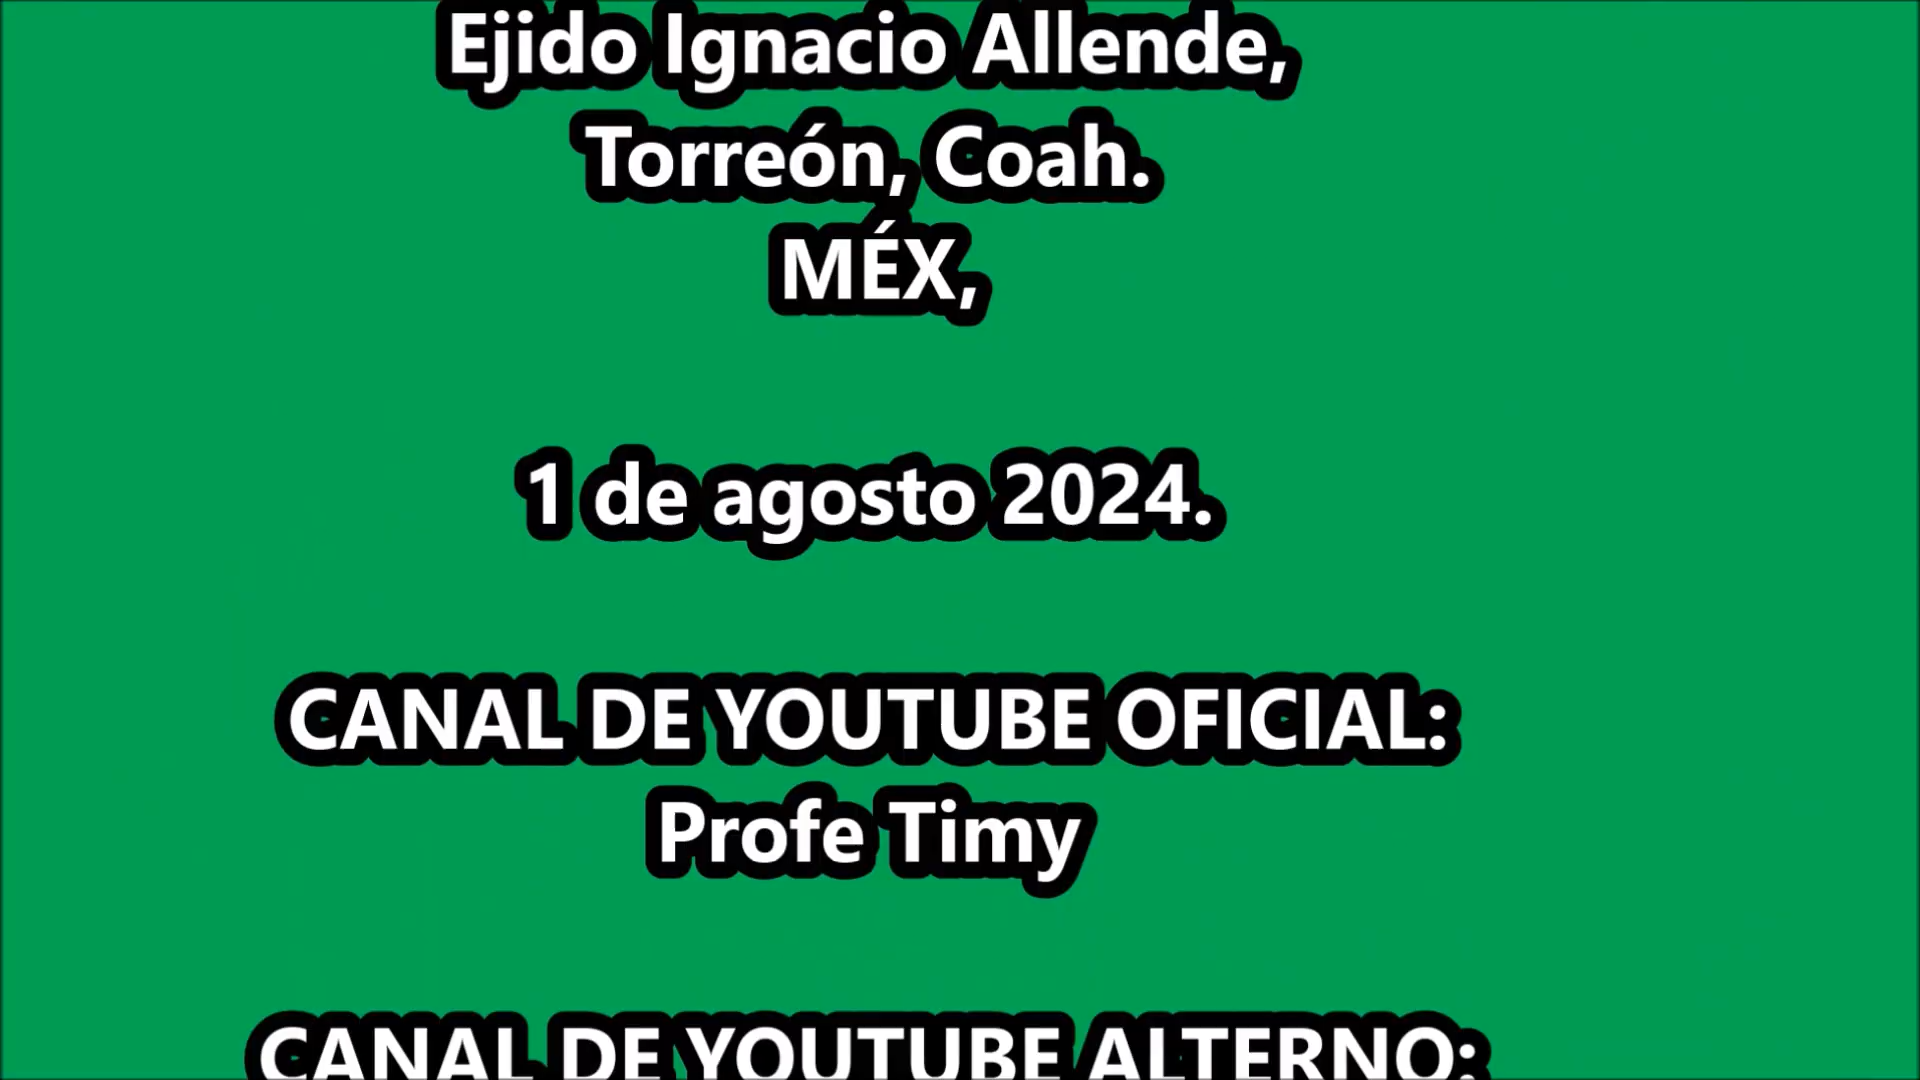 Ejido Ignacio Allende,
Torreón, Coah.
MÉX,
1 de agosto 2024.
CANAL DE YOUTUBE OFICIAL:
Profe Timy
CANAL DE YOUTUBE ALTERNO: